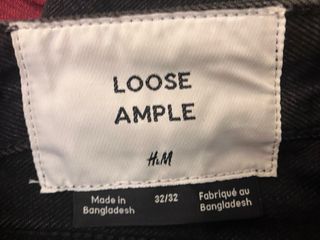 LOOSE
AMPLE
H&M
Made in Bangladesh
32/32
Fabriqué au Bangladesh